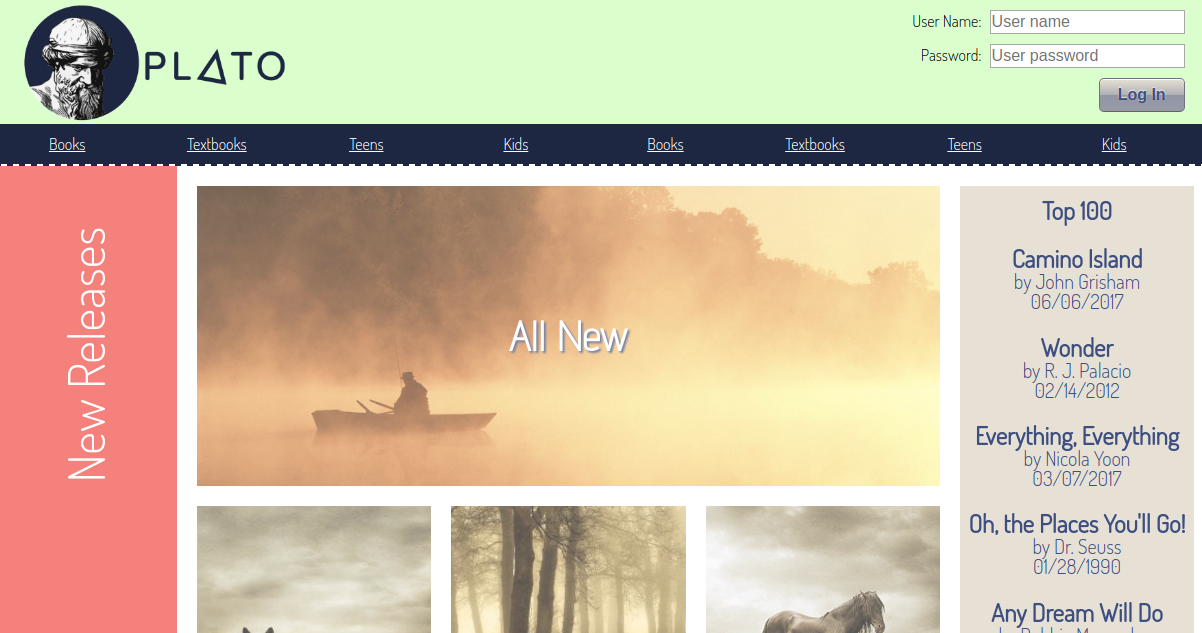 PLATO
User Name:
User name
Password:
User password
Log In
Books Textbooks Teens Kids Books Textbooks Teens Kids
New Releases
All New
Top 100
Camino Island
by John Grisham
06/06/2017
Wonder
by R. J. Palacio
02/14/2012
Everything, Everything
by Nicola Yoon
03/07/2017
Oh, the Places You'll Go!
by Dr. Seuss
01/28/1990
Any Dream Will Do